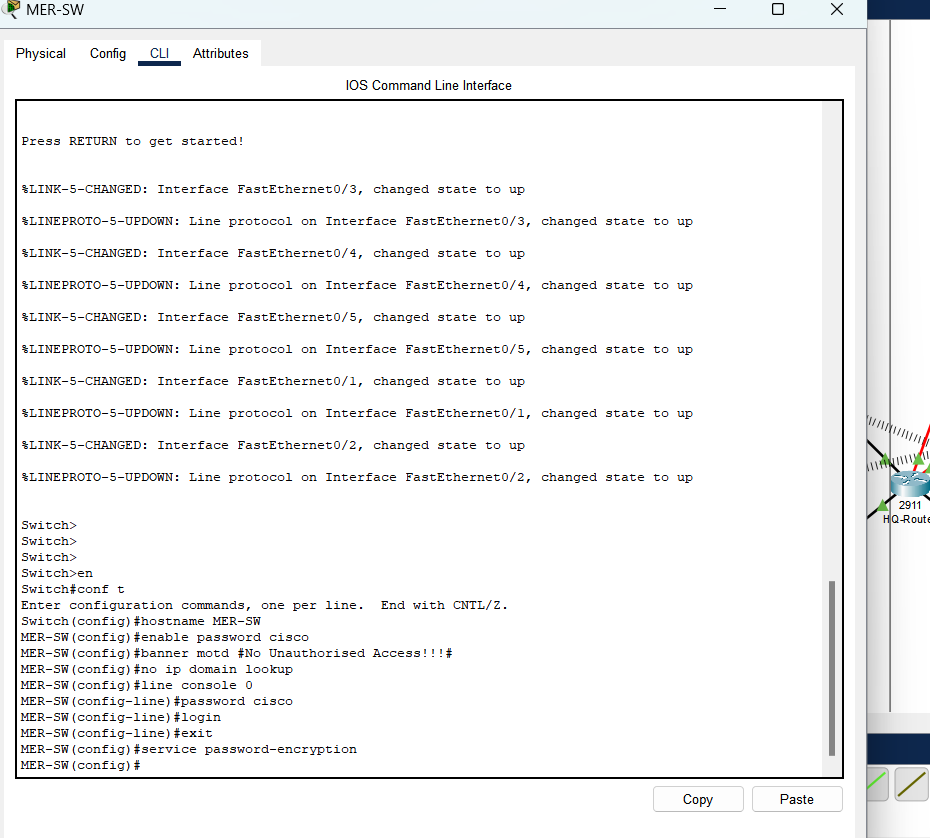 MER-SW
Physical Config CLI Attributes
IOS Command Line Interface
Press RETURN to get started!
%LINK-5-CHANGED: Interface FastEthernet0/3, changed state to up
%LINEPROTO-5-UPDOWN: Line protocol on Interface FastEthernet0/3, changed state to up
%LINK-5-CHANGED: Interface FastEthernet0/4, changed state to up
%LINEPROTO-5-UPDOWN: Line protocol on Interface FastEthernet0/4, changed state to up
%LINK-5-CHANGED: Interface FastEthernet0/5, changed state to up
%LINEPROTO-5-UPDOWN: Line protocol on Interface FastEthernet0/5, changed state to up
%LINK-5-CHANGED: Interface FastEthernet0/1, changed state to up
%LINEPROTO-5-UPDOWN: Line protocol on Interface FastEthernet0/1, changed state to up
%LINK-5-CHANGED: Interface FastEthernet0/2, changed state to up
%LINEPROTO-5-UPDOWN: Line protocol on Interface FastEthernet0/2, changed state to up
Switch>
Switch>
Switch>
Switch>en
Switch#conf t
Enter configuration commands, one per line.  End with CNTL/Z.
Switch(config)#hostname MER-SW
MER-SW(config)#enable password cisco
MER-SW(config)#banner motd #No Unauthorised Access!!!#
MER-SW(config)#no ip domain lookup
MER-SW(config)#line console 0
MER-SW(config-line)#password cisco
MER-SW(config-line)#login
MER-SW(config-line)#exit
MER-SW(config)#service password-encryption
MER-SW(config)#
Copy Paste
2911
HQ-Route